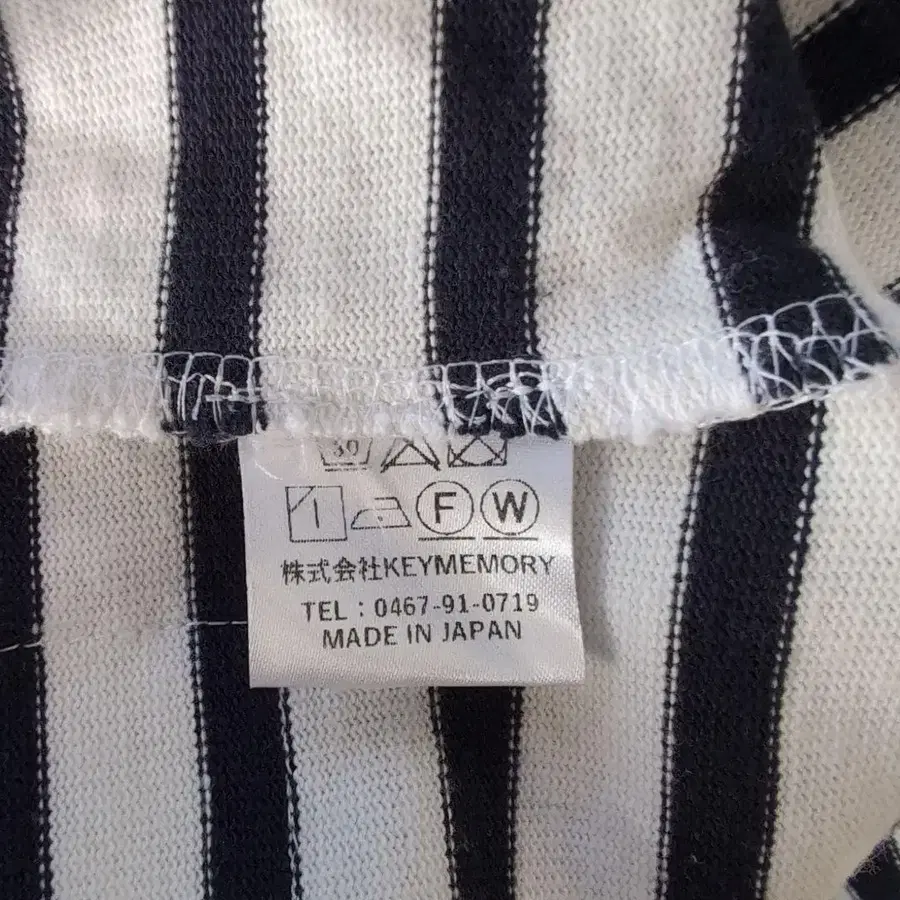 30
F W
株式会社KEYMEMORY
TEL : 0467-91-0719
MADE IN JAPAN